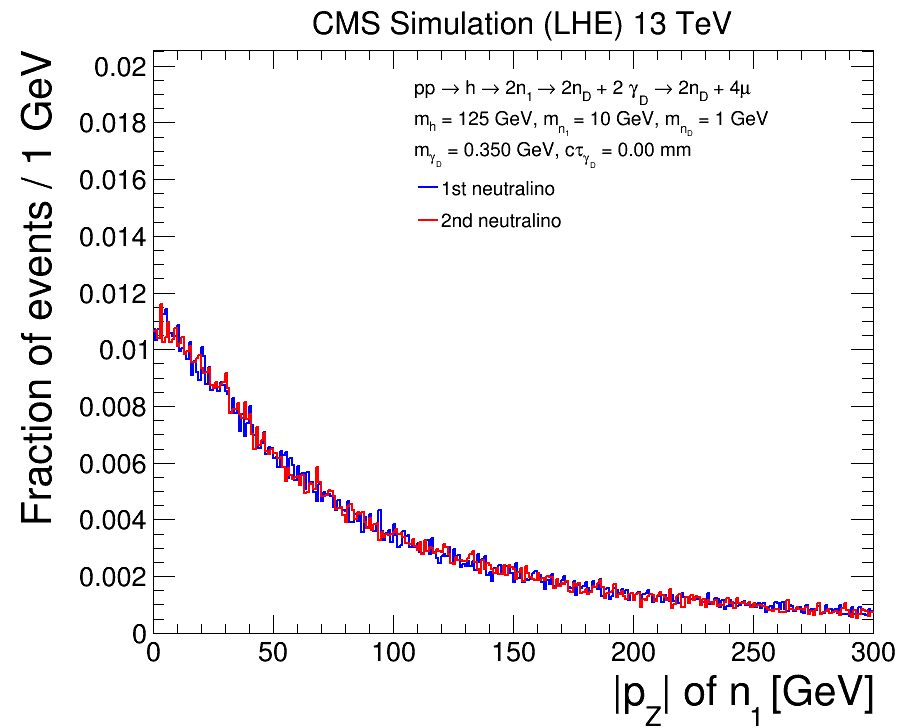 CMS Simulation (LHE) 13 TeV
pp → h → 2n1 → 2nD + 2 γD → 2nD + 4μ
mh = 125 GeV, mn1 = 10 GeV, mnD = 1 GeV
mγD = 0.350 GeV, cτγD = 0.00 mm
1st neutralino
2nd neutralino
Fraction of events / 1 GeV
0.02
0.018
0.016
0.014
0.012
0.01
0.008
0.006
0.004
0.002
0
0 50 100 150 200 250 300
|pZ| of n1 [GeV]